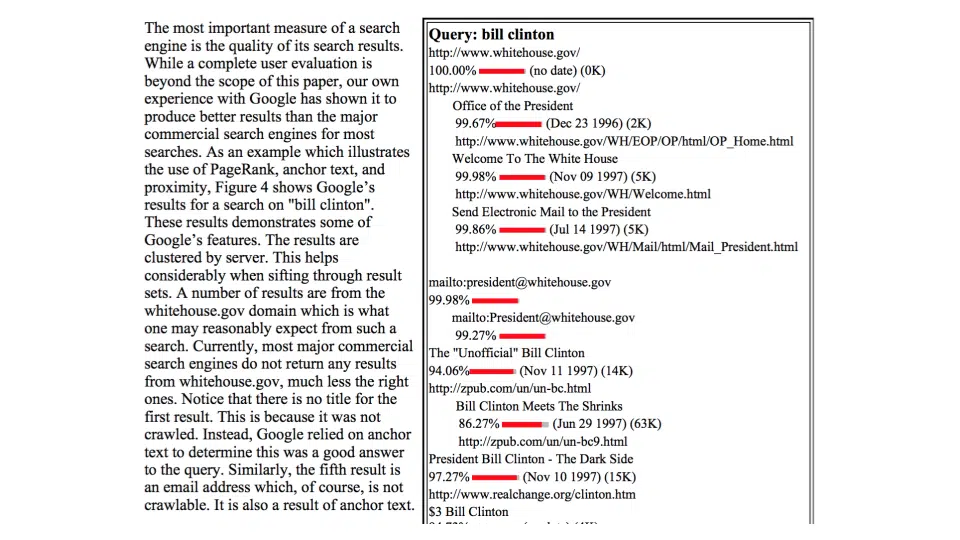 The most important measure of a search
engine is the quality of its search results.
While a complete user evaluation is
beyond the scope of this paper, our own
experience with Google has shown it to
produce better results than the major
commercial search engines for most
searches. As an example which illustrates
the use of PageRank, anchor text, and
proximity, Figure 4 shows Google's
results for a search on "bill clinton".
These results demonstrates some of
Google's features. The results are
clustered by server. This helps
considerably when sifting through result
sets. A number of results are from the
whitehouse.gov domain which is what
one may reasonably expect from such a
search. Currently, most major commercial
search engines do not return any results
from whitehouse.gov, much less the right
ones. Notice that there is no title for the
first result. This is because it was not
crawled. Instead, Google relied on anchor
text to determine this was a good answer
to the query. Similarly, the fifth result is
an email address which, of course, is not
crawlable. It is also a result of anchor text.
Query: bill clinton
http://www.whitehouse.gov/
100.00% (no date) (0K)
http://www.whitehouse.gov/
Office of the President
99.67% (Dec 23 1996) (2K)
http://www.whitehouse.gov/WH/EOP/OP/html/OP_Home.html
Welcome To The White House
99.98% (Nov 09 1997) (5K)
http://www.whitehouse.gov/WH/Welcome.html
Send Electronic Mail to the President
99.86% (Jul 14 1997) (5K)
http://www.whitehouse.gov/WH/Mail/html/Mail_President.html
mailto:president@whitehouse.gov
99.98%
mailto:President@whitehouse.gov
99.27%
The "Unofficial" Bill Clinton
94.06% (Nov 11 1997) (14K)
http://zpub.com/un/un-bc.html
Bill Clinton Meets The Shrinks
86.27% (Jun 29 1997) (63K)
http://zpub.com/un/un-bc9.html
President Bill Clinton - The Dark Side
97.27% (Nov 10 1997) (15K)
http://www.realchange.org/clinton.htm
$3 Bill Clinton